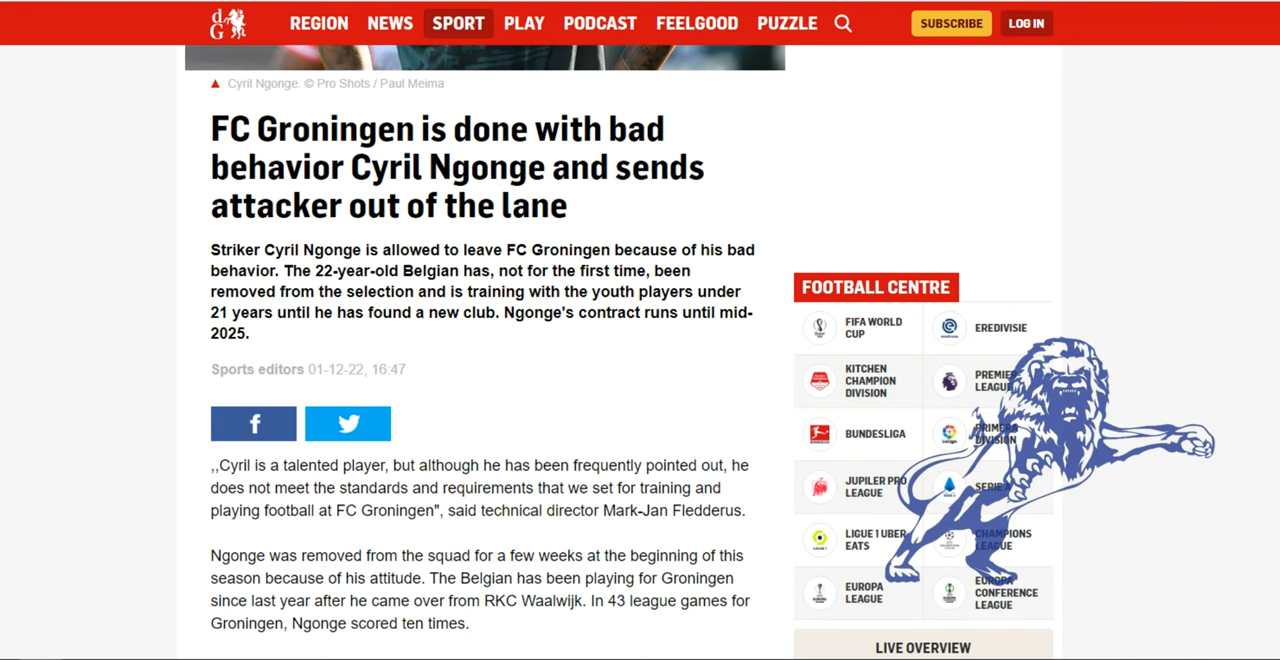 d
G
REGION NEWS SPORT PLAY PODCAST FEELGOOD PUZZLE SUBSCRIBE LOG IN
Cyril Ngonge. © Pro Shots / Paul Meima
FC Groningen is done with bad
behavior Cyril Ngonge and sends
attacker out of the lane
Striker Cyril Ngonge is allowed to leave FC Groningen because of his bad
behavior. The 22-year-old Belgian has, not for the first time, been
removed from the selection and is training with the youth players under
21 years until he has found a new club. Ngonge's contract runs until mid-
2025.
Sports editors 01-12-22, 16:47
,,Cyril is a talented player, but although he has been frequently pointed out, he
does not meet the standards and requirements that we set for training and
playing football at FC Groningen", said technical director Mark-Jan Fledderus.
Ngonge was removed from the squad for a few weeks at the beginning of this
season because of his attitude. The Belgian has been playing for Groningen
since last year after he came over from RKC Waalwijk. In 43 league games for
Groningen, Ngonge scored ten times.
FOOTBALL CENTRE
FIFA WORLD
CUP
EREDIVISIE
KITCHEN
CHAMPION
DIVISION
PREMIER
LEAGUE
BUNDESLIGA
PRIMERA
DIVISION
JUPILER PRO
LEAGUE
SERIE A
LIGUE 1 UBER
EATS
CHAMPIONS
LEAGUE
EUROPA
LEAGUE
EUROPA
CONFERENCE
LEAGUE
LIVE OVERVIEW